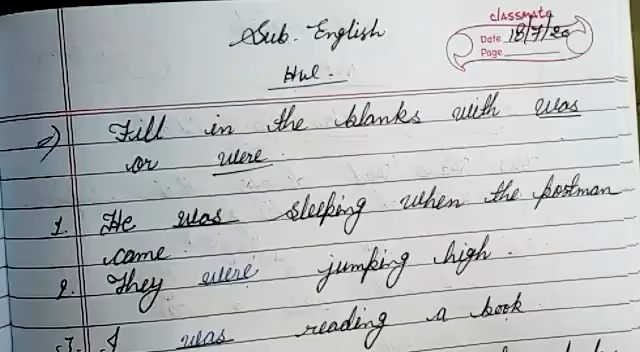 classmate
Sub. English
Date 18/7/20
Page
H.w.
=) Fill in the blanks with was
or were.
1. He was sleeping when the postman
came.
2. They were jumping high.
3. I was reading a book.